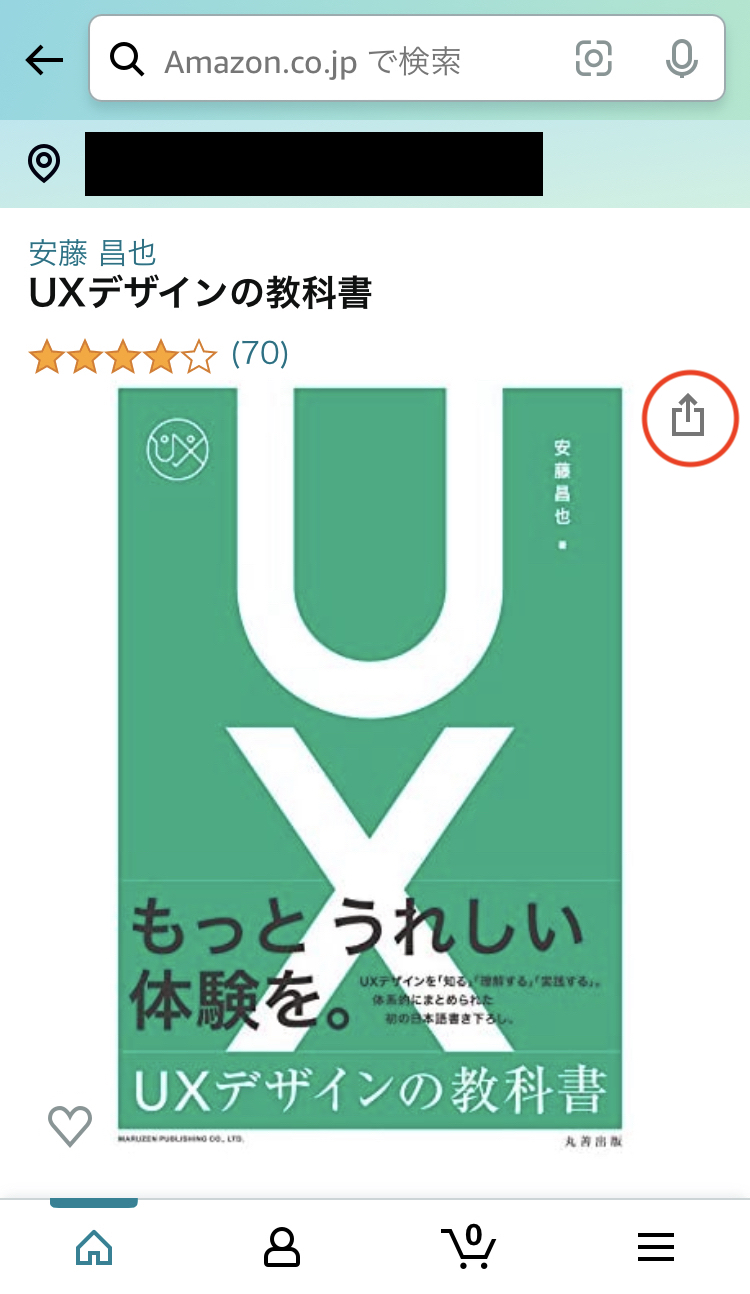 Amazon.co.jp で検索
安藤 昌也
UXデザインの教科書
(70)
UX
安藤昌也■
UX
もっと うれしい
体験を。
UXデザインを「知る」「理解する」「実践する」。
体系的にまとめられた
初の日本語書き下ろし。
UXデザインの教科書
MARUZEN PUBLISHING CO., LTD.
丸善出版
0